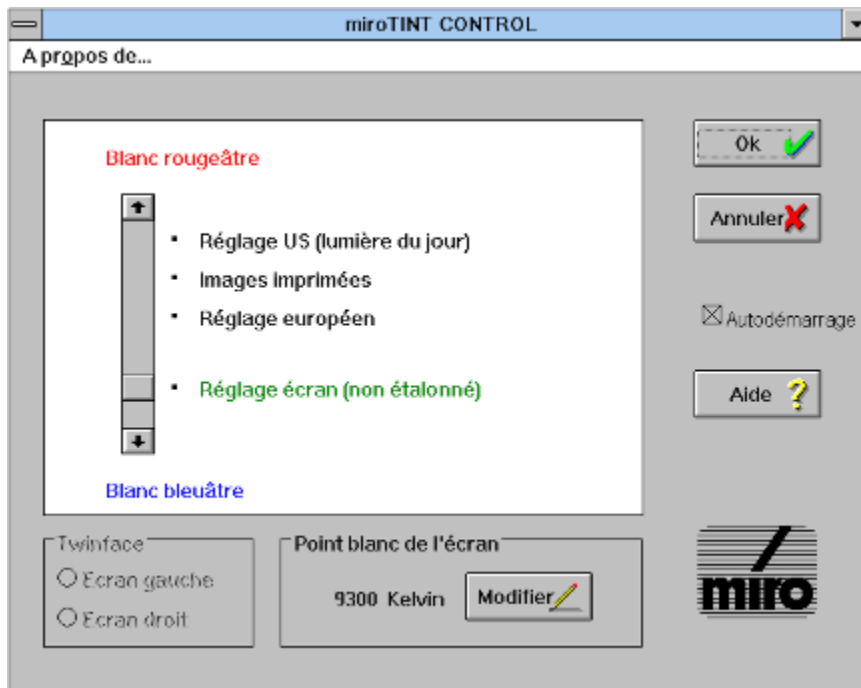 miroTINT CONTROL
A propos de...
Blanc rougeâtre
Réglage US (lumière du jour)
Images imprimées
Réglage européen
Réglage écran (non étalonné)
Blanc bleuâtre
Ok
Annuler
Autodémarrage
Aide
Twinface
Ecran gauche
Ecran droit
Point blanc de l'écran
9300 Kelvin
Modifier
miro